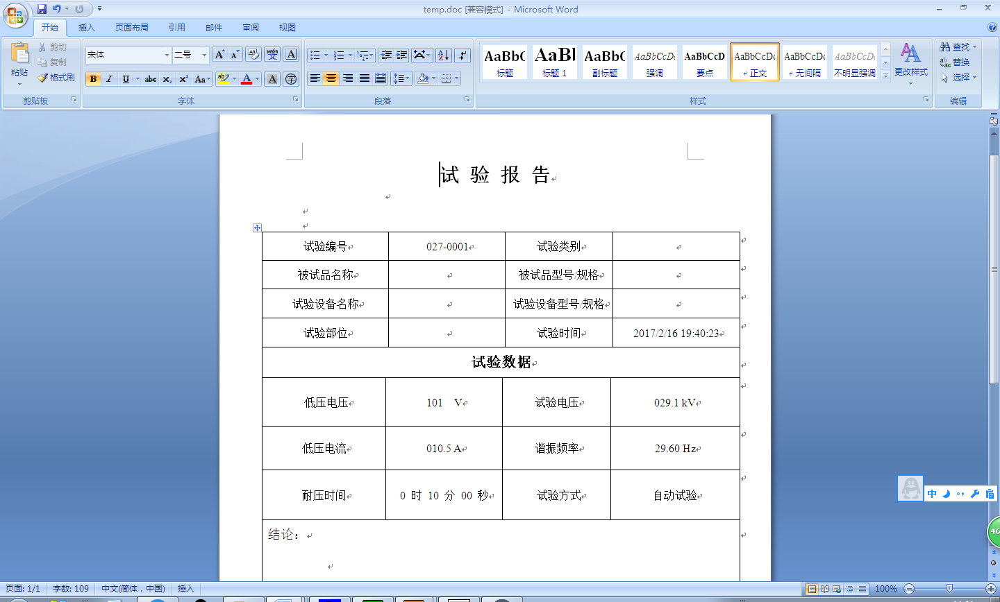 temp.doc [兼容模式] - Microsoft Word
开始 插入 页面布局 引用 邮件 审阅 视图
粘贴
剪切
复制
格式刷
剪贴板
宋体 二号
B I U abc x₂ x² Aa
字体
段落
AaBbC 标题
AaBl 标题 1
AaBbC 副标题
AaBbCcDc 强调
AaBbCcD 要点
AaBbCcDc 正文
AaBbCcDc 无间隔
AaBbCcDc 不明显强调
更改样式
样式
查找
替换
选择
编辑
试 验 报 告
试验编号 027-0001 试验类别
被试品名称 被试品型号/规格
试验设备名称 试验设备型号/规格
试验部位 试验时间 2017/2/16 19:40:23
试验数据
低压电压 101 V 试验电压 029.1 kV
低压电流 010.5 A 谐振频率 29.60 Hz
耐压时间 0 时 10 分 00 秒 试验方式 自动试验
结论：
中
46
页面: 1/1 字数: 109 中文(简体，中国) 插入 100%